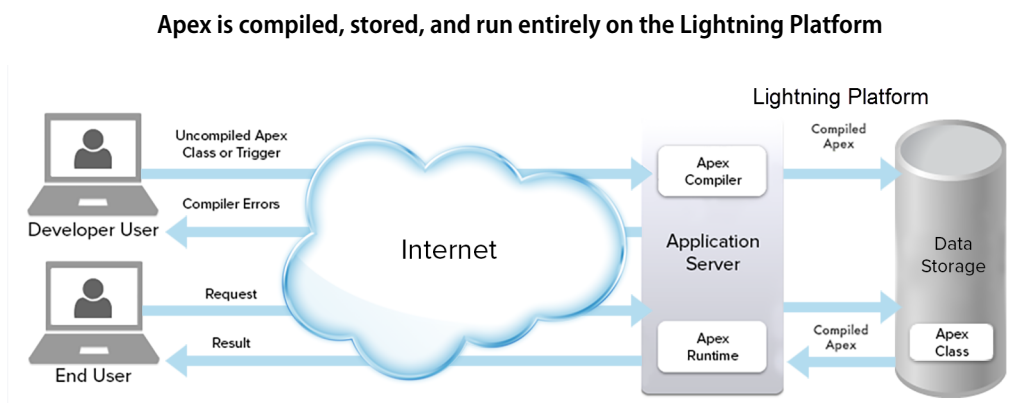 Apex is compiled, stored, and run entirely on the Lightning Platform
Lightning Platform
Uncompiled Apex
Class or Trigger
Compiler Errors
Developer User
Request
Result
End User
Internet
Apex
Compiler
Application
Server
Apex
Runtime
Compiled
Apex
Compiled
Apex
Data
Storage
Apex
Class